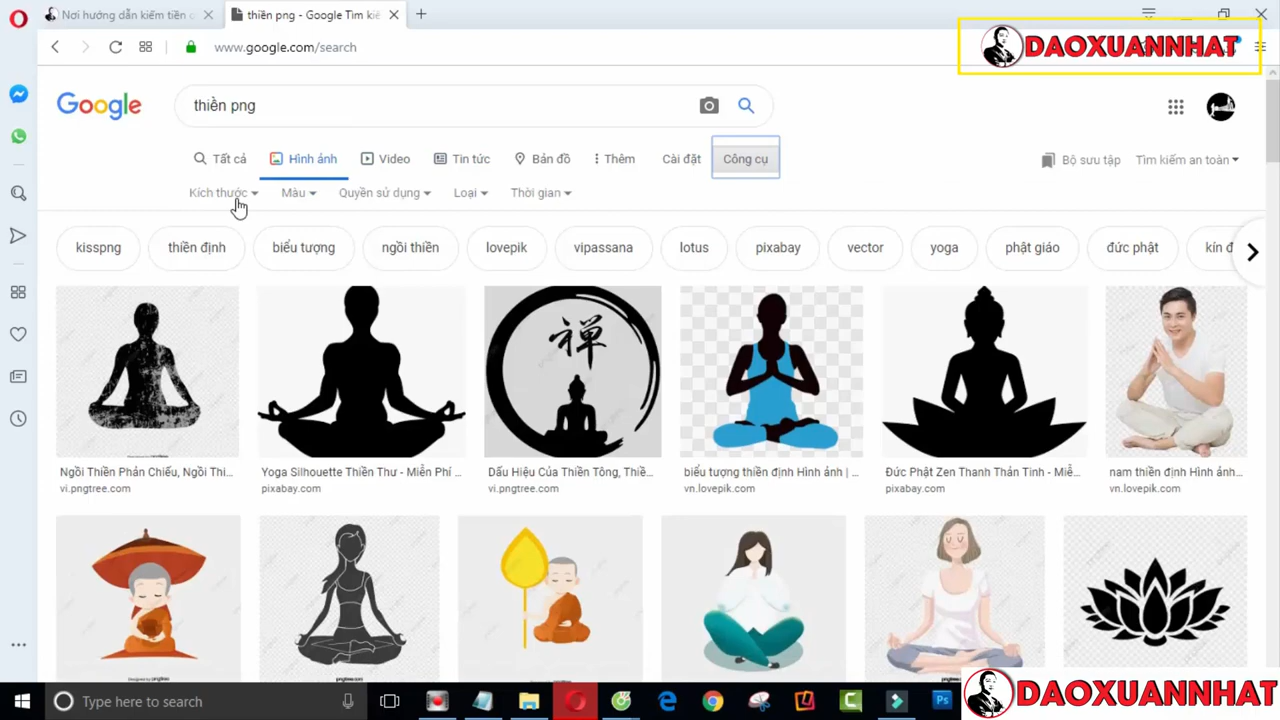 Nơi hướng dẫn kiếm tiền c
thiền png - Google Tìm kiế
www.google.com/search
DAOXUANNHAT
Google
thiền png
Tất cả
Hình ảnh
Video
Tin tức
Bản đồ
Thêm
Cài đặt
Công cụ
Bộ sưu tập
Tìm kiếm an toàn
Kích thước
Màu
Quyền sử dụng
Loại
Thời gian
kisspng
thiền định
biểu tượng
ngồi thiền
lovepik
vipassana
lotus
pixabay
vector
yoga
phật giáo
đức phật
kín đ
禅
Ngồi Thiền Phản Chiếu, Ngồi Thi...
vi.pngtree.com
Yoga Silhouette Thiền Thư - Miễn Phí ...
pixabay.com
Dấu Hiệu Của Thiền Tông, Thiề...
vi.pngtree.com
biểu tượng thiền định Hình ảnh | ...
vn.lovepik.com
Đức Phật Zen Thanh Thản Tinh - Miễ...
pixabay.com
nam thiền định Hình ảnh...
vn.lovepik.com
Type here to search
Ps
DAOXUANNHAT